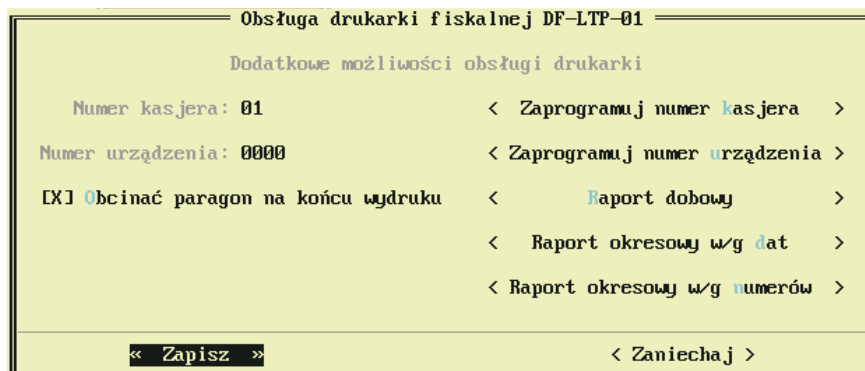 Obsługa drukarki fiskalnej DF-LTP-01
Dodatkowe możliwości obsługi drukarki
Numer kasjera: 01 < Zaprogramuj numer kasjera >
Numer urządzenia: 0000 < Zaprogramuj numer urządzenia >
[X] Obcinać paragon na końcu wydruku < Raport dobowy >
< Raport okresowy w/g dat >
< Raport okresowy w/g numerów >
« Zapisz » < Zaniechaj >